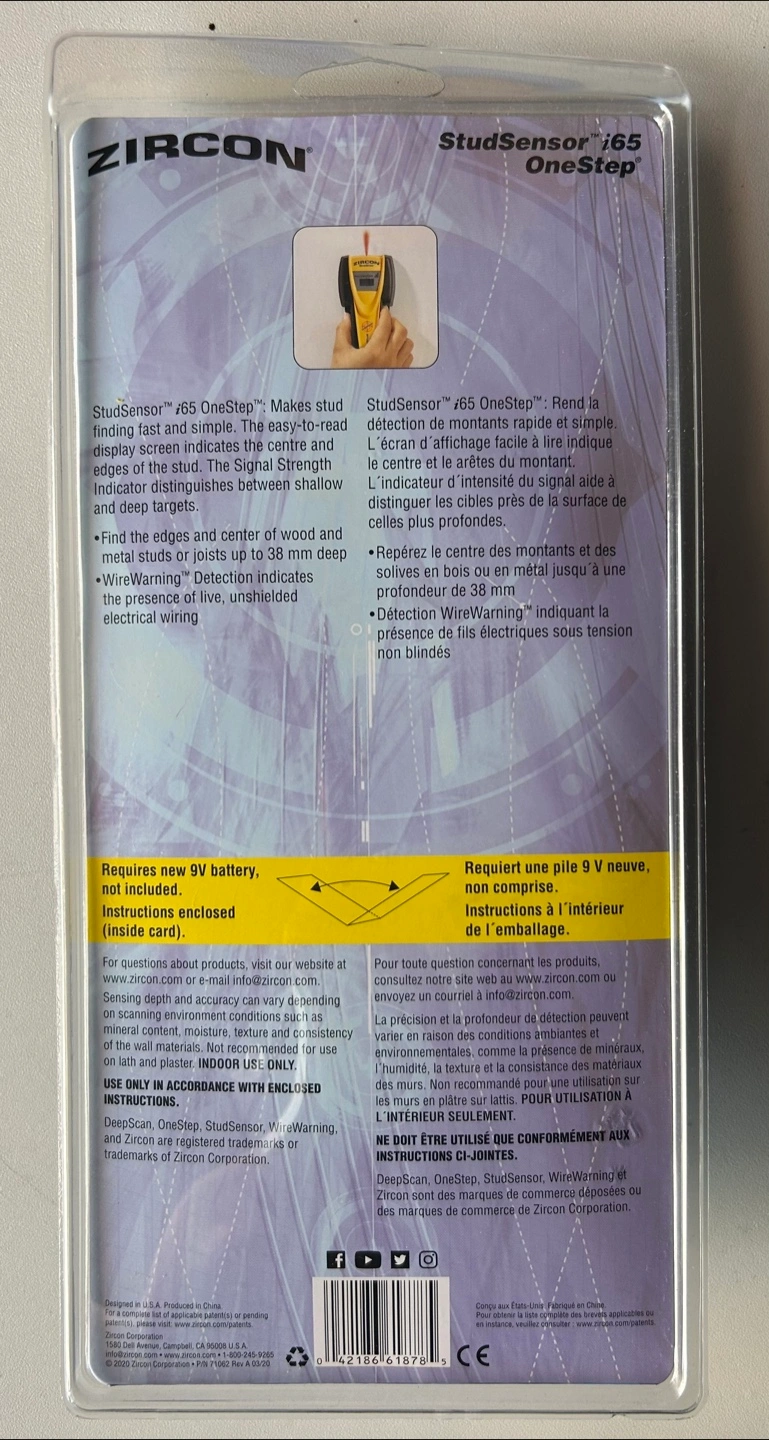 ZIRCON®
StudSensor™ i65
OneStep®
ZIRCON
StudSensor™ i65 OneStep™: Makes stud
finding fast and simple. The easy-to-read
display screen indicates the centre and
edges of the stud. The Signal Strength
Indicator distinguishes between shallow
and deep targets.
•Find the edges and center of wood and
metal studs or joists up to 38 mm deep
•WireWarning™ Detection indicates
the presence of live, unshielded
electrical wiring
StudSensor™ i65 OneStep™: Rend la
détection de montants rapide et simple.
L´écran d´affichage facile à lire indique
le centre et le arêtes du montant.
L´indicateur d´intensité du signal aide à
distinguer les cibles près de la surface de
celles plus profondes.
•Repérez le centre des montants et des
solives en bois ou en métal jusqu´à une
profondeur de 38 mm
•Détection WireWarning™ indiquant la
présence de fils électriques sous tension
non blindés
Requires new 9V battery,
not included.
Instructions enclosed
(inside card).
Requiert une pile 9 V neuve,
non comprise.
Instructions à l´intérieur
de l´emballage.
For questions about products, visit our website at
www.zircon.com or e-mail info@zircon.com.
Sensing depth and accuracy can vary depending
on scanning environment conditions such as
mineral content, moisture, texture and consistency
of the wall materials. Not recommended for use
on lath and plaster. INDOOR USE ONLY.
USE ONLY IN ACCORDANCE WITH ENCLOSED
INSTRUCTIONS.
DeepScan, OneStep, StudSensor, WireWarning,
and Zircon are registered trademarks or
trademarks of Zircon Corporation.
Pour toute question concernant les produits,
consultez notre site web au www.zircon.com ou
envoyez un courriel à info@zircon.com.
La précision et la profondeur de détection peuvent
varier en raison des conditions ambiantes et
environnementales, comme la présence de minéraux,
l´humidité, la texture et la consistance des matériaux
des murs. Non recommandé pour une utilisation sur
les murs en plâtre sur lattis. POUR UTILISATION À
L´INTÉRIEUR SEULEMENT.
NE DOIT ÊTRE UTILISÉ QUE CONFORMÉMENT AUX
INSTRUCTIONS CI-JOINTES.
DeepScan, OneStep, StudSensor, WireWarning et
Zircon sont des marques de commerce déposées ou
des marques de commerce de Zircon Corporation.
Designed in U.S.A. Produced in China.
For a complete list of applicable patent(s) or pending
patent(s), please visit: www.zircon.com/patents.
Zircon Corporation
1580 Dell Avenue, Campbell, CA 95008 U.S.A.
info@zircon.com • www.zircon.com • 1-800-245-9265
© 2020 Zircon Corporation • P/N 71062 Rev A 03/20
0 42186 61878 5
CE
Conçu aux États-Unis. Fabriqué en Chine.
Pour obtenir la liste complète des brevets applicables ou
en instance, veuillez consulter : www.zircon.com/patents.